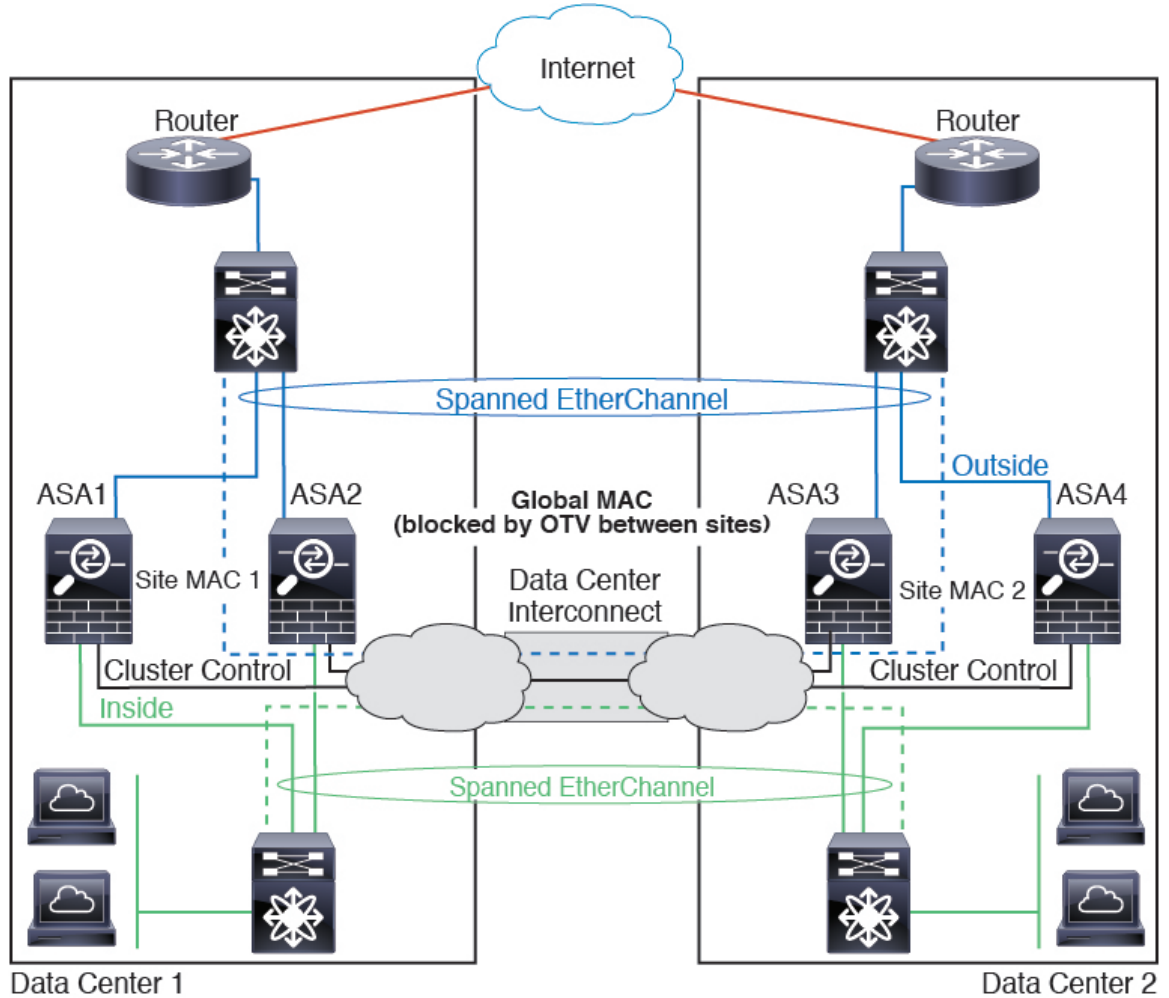 Internet
Router
Router
Spanned EtherChannel
Outside
ASA1
ASA2
Global MAC
(blocked by OTV between sites)
ASA3
ASA4
Site MAC 1
Data Center
Interconnect
Site MAC 2
Cluster Control
Cluster Control
Inside
Spanned EtherChannel
Data Center 1
Data Center 2